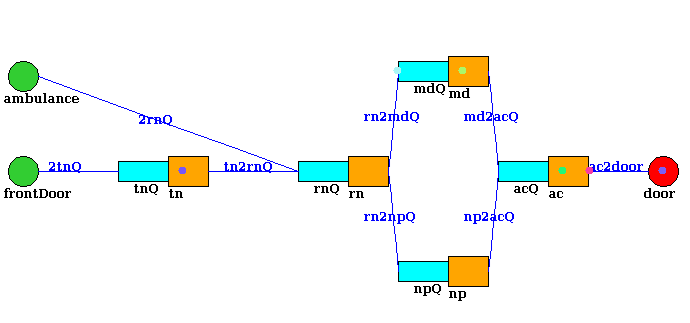 mdQ
md
ambulance
2rnQ
rn2mdQ
md2acQ
2tnQ
tn2rnQ
ac2door
tnQ
tn
rnQ
rn
acQ
ac
frontDoor
door
rn2npQ
np2acQ
npQ
np